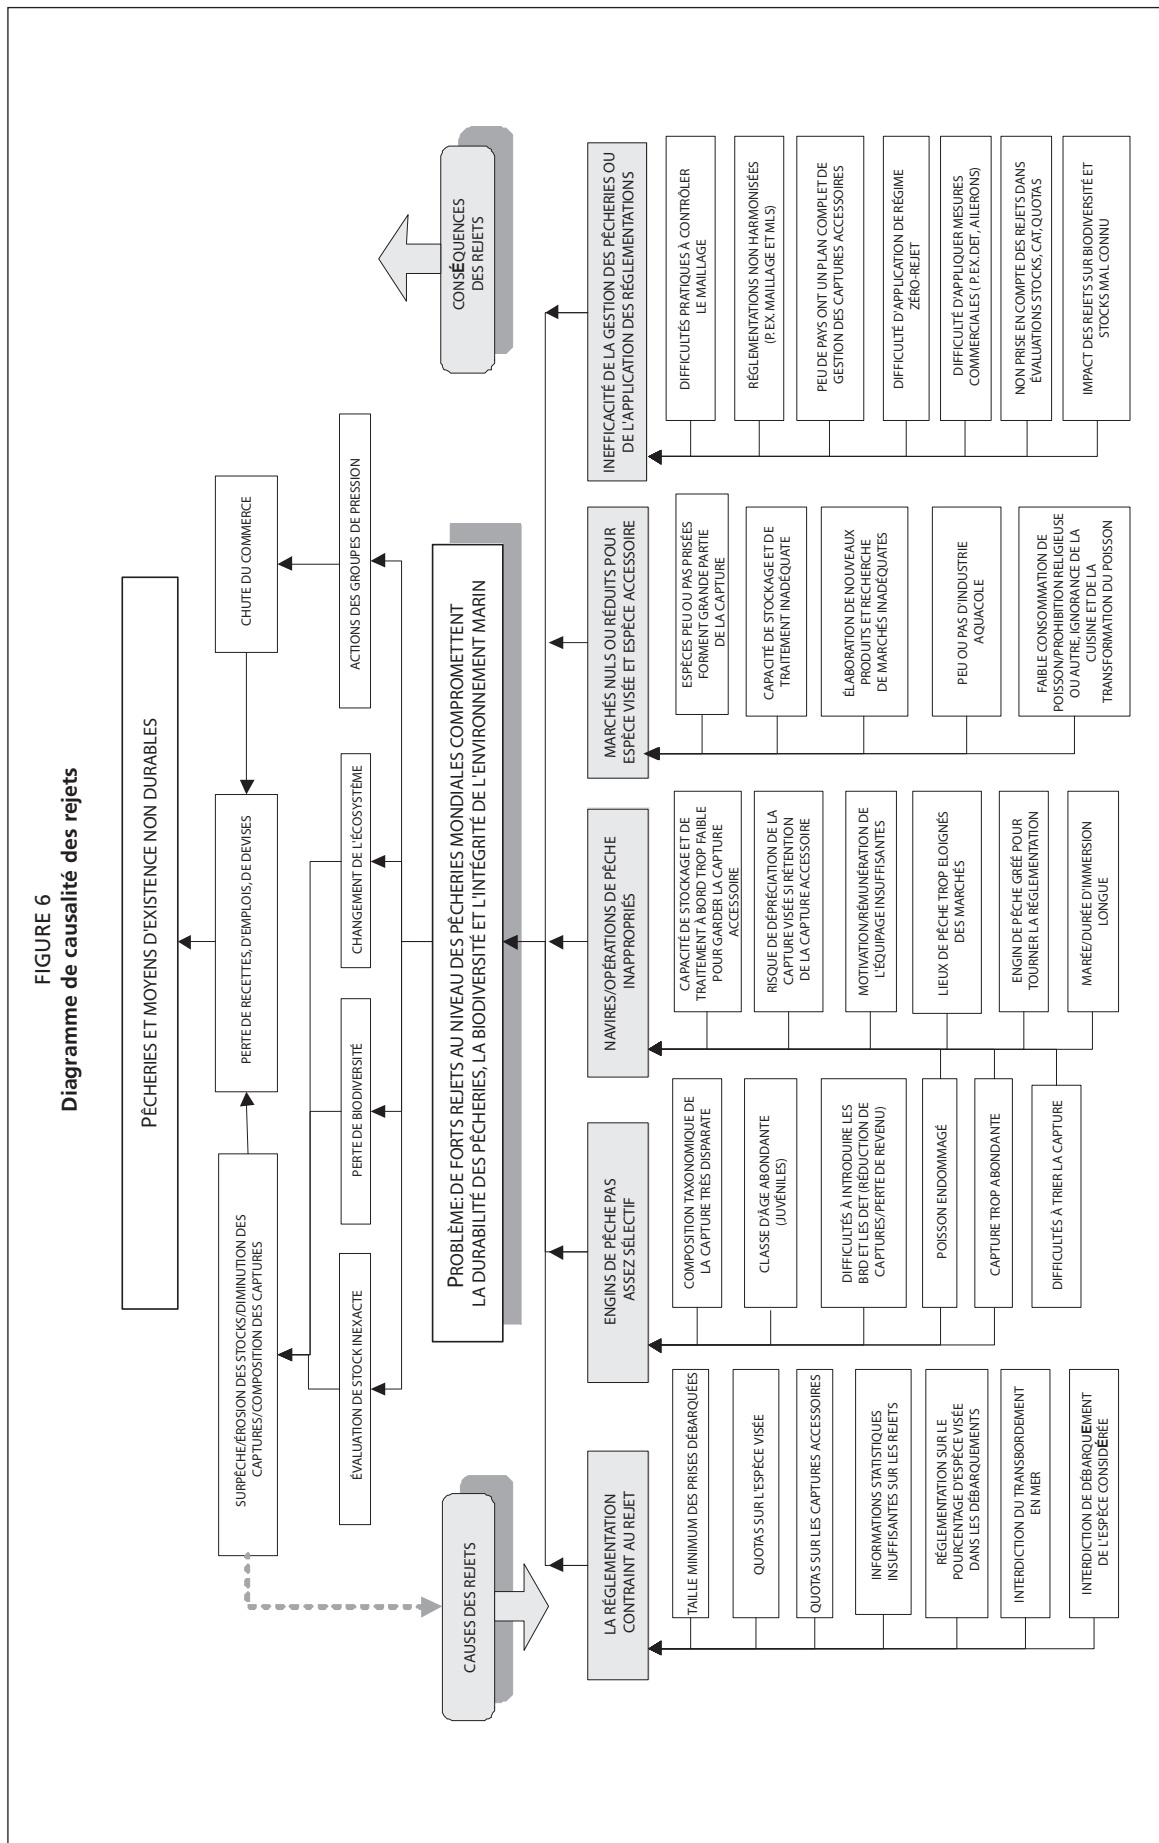 FIGURE 6
Diagramme de causalité des rejets
PÊCHERIES ET MOYENS D'EXISTENCE NON DURABLES
SURPÊCHE/ÉROSION DES STOCKS/DIMINUTION DES
CAPTURES/COMPOSITION DES CAPTURES
PERTE DE RECETTES, D'EMPLOIS, DE DEVISES
CHUTE DU COMMERCE
ÉVALUATION DE STOCK INEXACTE
PERTE DE BIODIVERSITÉ
CHANGEMENT DE L'ÉCOSYSTÈME
ACTIONS DES GROUPES DE PRESSION
CAUSES DES REJETS
PROBLÈME: DE FORTS REJETS AU NIVEAU DES PÊCHERIES MONDIALES COMPROMETTENT
LA DURABILITÉ DES PÊCHERIES, LA BIODIVERSITÉ ET L'INTÉGRITÉ DE L'ENVIRONNEMENT MARIN
CONSÉQUENCES
DES REJETS
LA RÉGLEMENTATION
CONTRAINT AU REJET
TAILLE MINIMUM DES PRISES DÉBARQUÉES
QUOTAS SUR L'ESPÈCE VISÉE
QUOTAS SUR LES CAPTURES ACCESSOIRES
INFORMATIONS STATISTIQUES
INSUFFISANTES SUR LES REJETS
RÉGLEMENTATION SUR LE
POURCENTAGE D'ESPÈCE VISÉE
DANS LES DÉBARQUEMENTS
INTERDICTION DU TRANSBORDEMENT
EN MER
INTERDICTION DE DÉBARQUEMENT
DE L'ESPÈCE CONSIDÉRÉE
ENGINS DE PÊCHE PAS
ASSEZ SÉLECTIF
COMPOSITION TAXONOMIQUE DE
LA CAPTURE TRÈS DISPARATE
CLASSE D'ÂGE ABONDANTE
(JUVÉNILES)
DIFFICULTÉS À INTRODUIRE LES
BRD ET LES DET (RÉDUCTION DE
CAPTURES/PERTE DE REVENU)
POISSON ENDOMMAGÉ
CAPTURE TROP ABONDANTE
DIFFICULTÉS À TRIER LA CAPTURE
NAVIRES/OPÉRATIONS DE PÊCHE
INAPPROPRIÉS
CAPACITÉ DE STOCKAGE ET DE
TRAITEMENT À BORD TROP FAIBLE
POUR GARDER LA CAPTURE
ACCESSOIRE
RISQUE DE DÉPRÉCIATION DE LA
CAPTURE VISÉE SI RÉTENTION
DE LA CAPTURE ACCESSOIRE
MOTIVATION/RÉMUNÉRATION DE
L'ÉQUIPAGE INSUFFISANTES
LIEUX DE PÊCHE TROP ELOIGNÉS
DES MARCHÉS
ENGIN DE PÊCHE GRÉÉ POUR
TOURNER LA RÉGLEMENTATION
MARÉE/DURÉE D'IMMERSION
LONGUE
MARCHÉS NULS OU RÉDUITS POUR
ESPÈCE VISÉE ET ESPÈCE ACCESSOIRE
ESPÈCES PEU OU PAS PRISÉES
FORMENT GRANDE PARTIE
DE LA CAPTURE
CAPACITÉ DE STOCKAGE ET DE
TRAITEMENT INADÉQUATE
ÉLABORATION DE NOUVEAUX
PRODUITS ET RECHERCHE
DE MARCHÉS INADÉQUATES
PEU OU PAS D'INDUSTRIE
AQUACOLE
FAIBLE CONSOMMATION DE
POISSON/PROHIBITION RELIGIEUSE
OU AUTRE, IGNORANCE DE LA
CUISINE ET DE LA
TRANSFORMATION DU POISSON
INEFFICACITÉ DE LA GESTION DES PÊCHERIES OU
DE L'APPLICATION DES RÉGLEMENTATIONS
DIFFICULTÉS PRATIQUES À CONTRÔLER
LE MAILLAGE
RÉGLEMENTATIONS NON HARMONISÉES
(P. EX. MAILLAGE ET MLS)
PEU DE PAYS ONT UN PLAN COMPLET DE
GESTION DES CAPTURES ACCESSOIRES
DIFFICULTÉ D'APPLICATION DE RÉGIME
ZÉRO-REJET
DIFFICULTÉ D'APPLIQUER MESURES
COMMERCIALES ( P. EX. DET, AILERONS)
NON PRISE EN COMPTE DES REJETS DANS
ÉVALUATIONS STOCKS, CAT, QUOTAS
IMPACT DES REJETS SUR BIODIVERSITÉ ET
STOCKS MAL CONNU